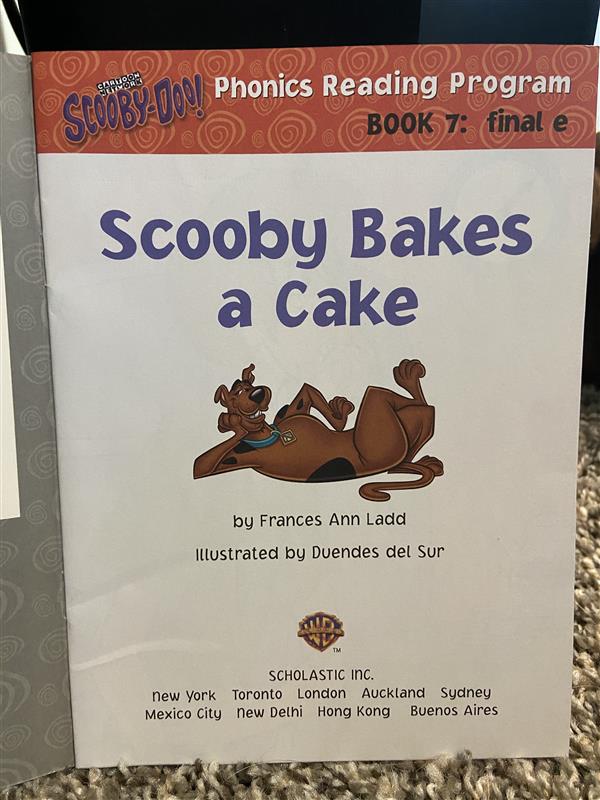 CARTOON NETWORK
SCOOBY-DOO! Phonics Reading Program
BOOK 7: final e
Scooby Bakes
a Cake
by Frances Ann Ladd
Illustrated by Duendes del Sur
WB
TM
SCHOLASTIC INC.
New York Toronto London Auckland Sydney
Mexico City New Delhi Hong Kong Buenos Aires